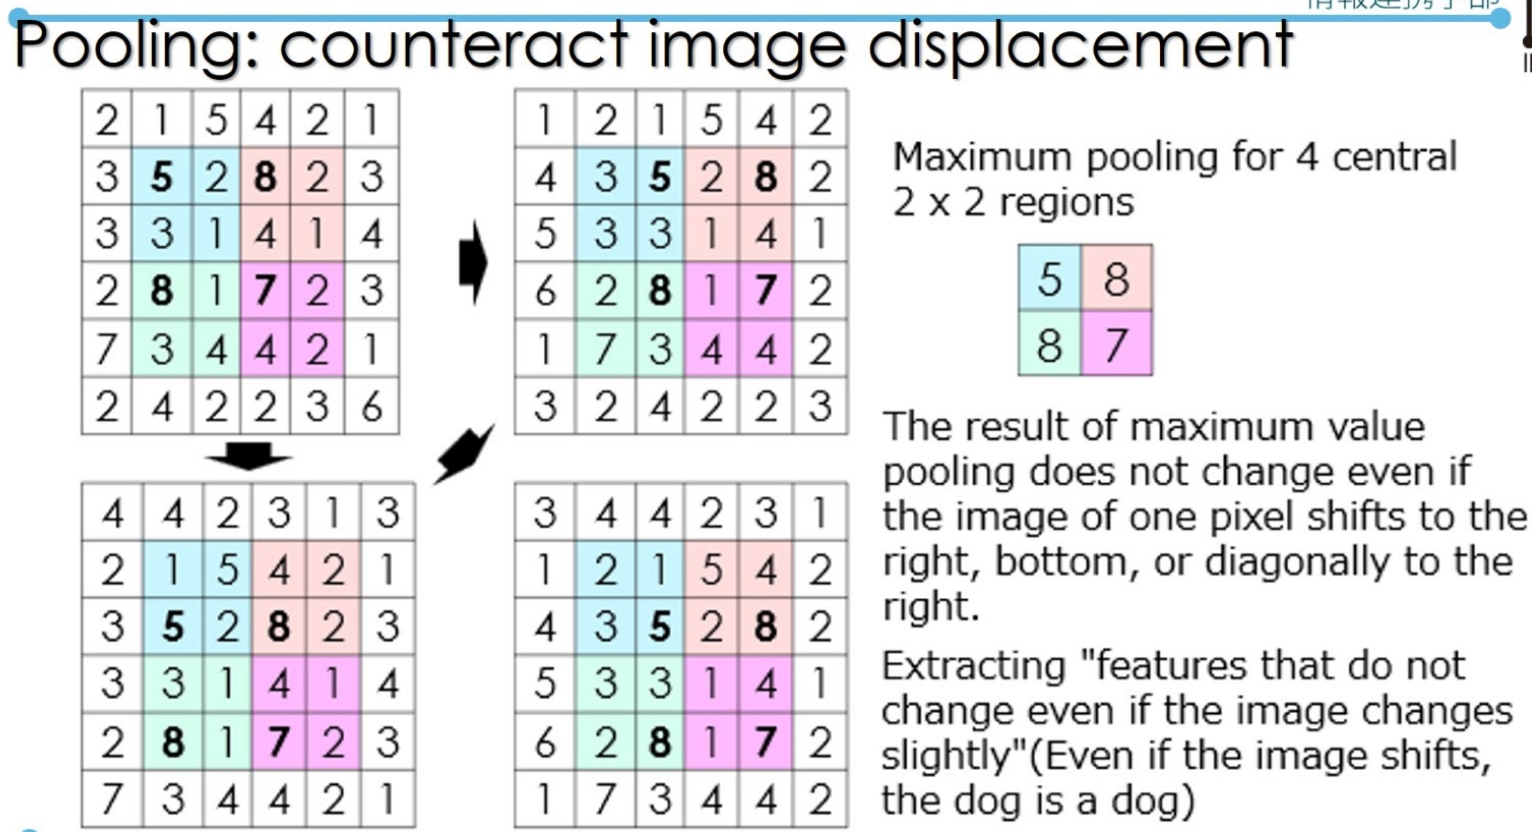 Pooling: counteract image displacement
2 1 5 4 2 1
3 5 2 8 2 3
3 3 1 4 1 4
2 8 1 7 2 3
7 3 4 4 2 1
2 4 2 2 3 6
1 2 1 5 4 2
4 3 5 2 8 2
5 3 3 1 4 1
6 2 8 1 7 2
1 7 3 4 4 2
3 2 4 2 2 3
4 4 2 3 1 3
2 1 5 4 2 1
3 5 2 8 2 3
3 3 1 4 1 4
2 8 1 7 2 3
7 3 4 4 2 1
3 4 4 2 3 1
1 2 1 5 4 2
4 3 5 2 8 2
5 3 3 1 4 1
6 2 8 1 7 2
1 7 3 4 4 2
Maximum pooling for 4 central
2 x 2 regions
5 8
8 7
The result of maximum value
pooling does not change even if
the image of one pixel shifts to the
right, bottom, or diagonally to the
right.
Extracting "features that do not
change even if the image changes
slightly"(Even if the image shifts,
the dog is a dog)